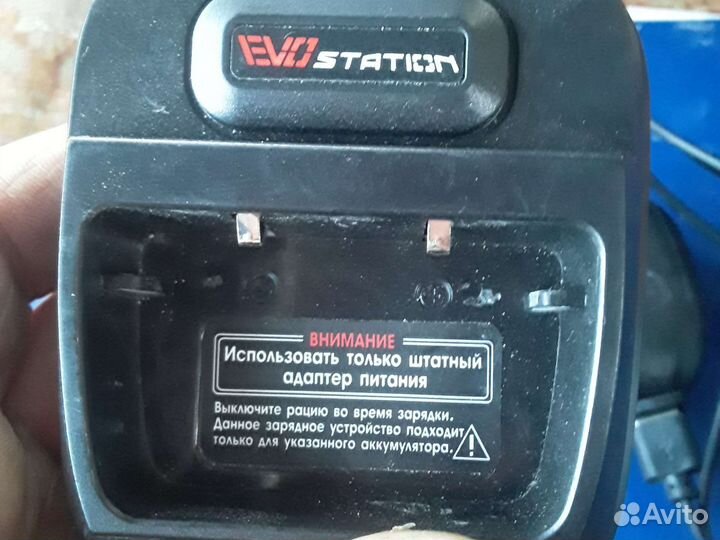 EVO STATION
ВНИМАНИЕ
Использовать только штатный
адаптер питания
Выключите рацию во время зарядки.
Данное зарядное устройство подходит
только для указанного аккумулятора.
Avito